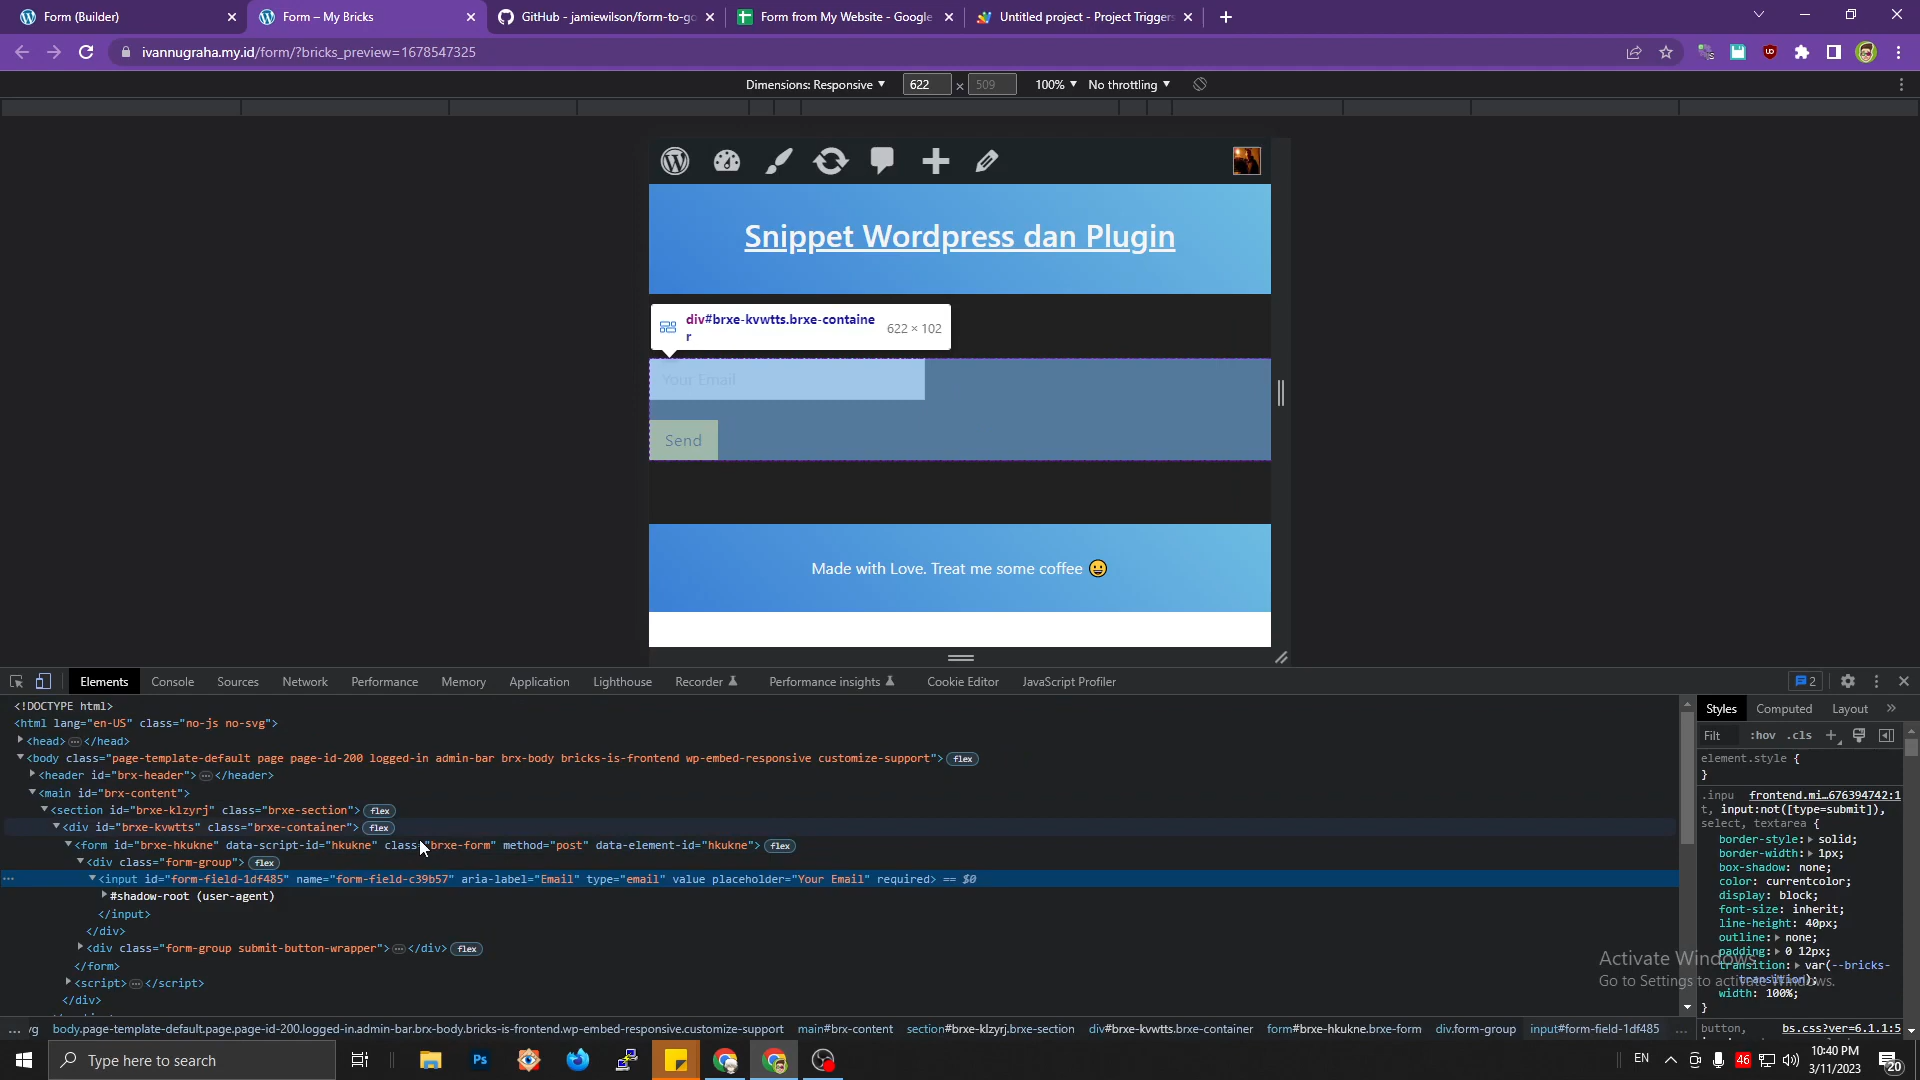 Form (Builder)
Form – My Bricks
GitHub - jamiewilson/form-to-go
Form from My Website - Google
Untitled project - Project Triggers
ivannugraha.my.id/form/?bricks_preview=1678547325
Dimensions: Responsive
622 × 509
100%
No throttling
Snippet Wordpress dan Plugin
div#brxe-kvwtts.brxe-containe
r
622 × 102
Your Email
Send
Made with Love. Treat me some coffee 😀
Elements
Console
Sources
Network
Performance
Memory
Application
Lighthouse
Recorder
Performance insights
Cookie Editor
JavaScript Profiler
2
<!DOCTYPE html>
<html lang="en-US" class="no-js no-svg">
<head>…</head>
<body class="page-template-default page page-id-200 logged-in admin-bar brx-body bricks-is-frontend wp-embed-responsive customize-support"> flex
<header id="brx-header">…</header>
<main id="brx-content">
<section id="brxe-klzyrj" class="brxe-section"> flex
<div id="brxe-kvwtts" class="brxe-container"> flex
<form id="brxe-hkukne" data-script-id="hkukne" class="brxe-form" method="post" data-element-id="hkukne"> flex
<div class="form-group"> flex
<input id="form-field-1df485" name="form-field-c39b57" aria-label="Email" type="email" value placeholder="Your Email" required> == $0
#shadow-root (user-agent)
</input>
</div>
<div class="form-group submit-button-wrapper">…</div> flex
</form>
<script>…</script>
</div>
Styles
Computed
Layout
Filt
:hov
.cls
element.style {
}
.inpu frontend.mi…676394742:1
t, input:not([type=submit]),
select, textarea {
border-style: solid;
border-width: 1px;
box-shadow: none;
color: currentcolor;
display: block;
font-size: inherit;
line-height: 40px;
outline: none;
padding: 0 12px;
transition: var(--bricks-
transition);
width: 100%;
}
button, bs.css?ver=6.1.1:5
Activate Windows
Go to Settings to activate Windows.
... body.page-template-default.page.page-id-200.logged-in.admin-bar.brx-body.bricks-is-frontend.wp-embed-responsive.customize-support
main#brx-content
section#brxe-klzyrj.brxe-section
div#brxe-kvwtts.brxe-container
form#brxe-hkukne.brxe-form
div.form-group
input#form-field-1df485
...
Type here to search
Ps
EN
46
10:40 PM
3/11/2023
20